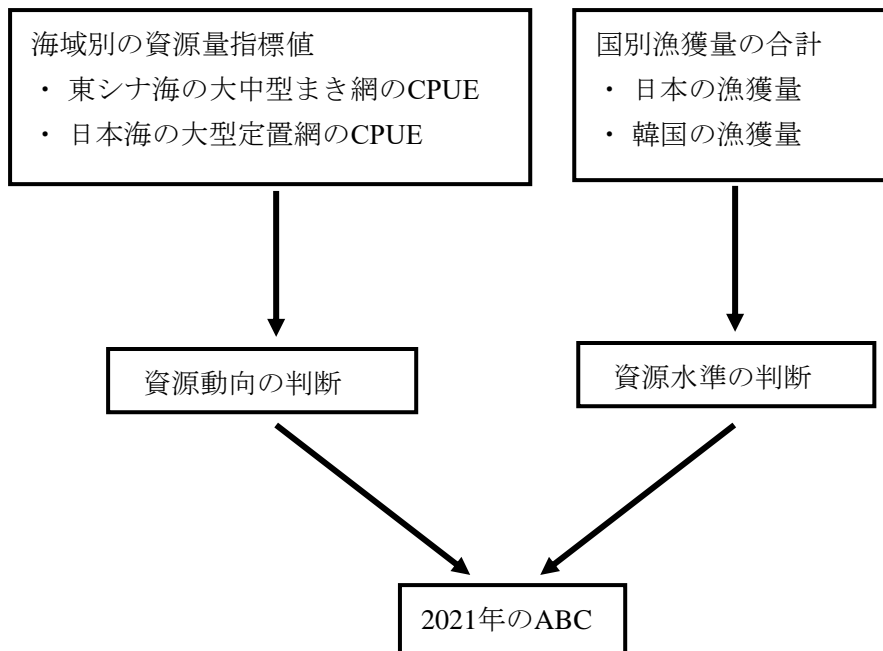 海域別の資源量指標値
・ 東シナ海の大中型まき網のCPUE
・ 日本海の大型定置網のCPUE
国別漁獲量の合計
・ 日本の漁獲量
・ 韓国の漁獲量
資源動向の判断
資源水準の判断
2021年のABC